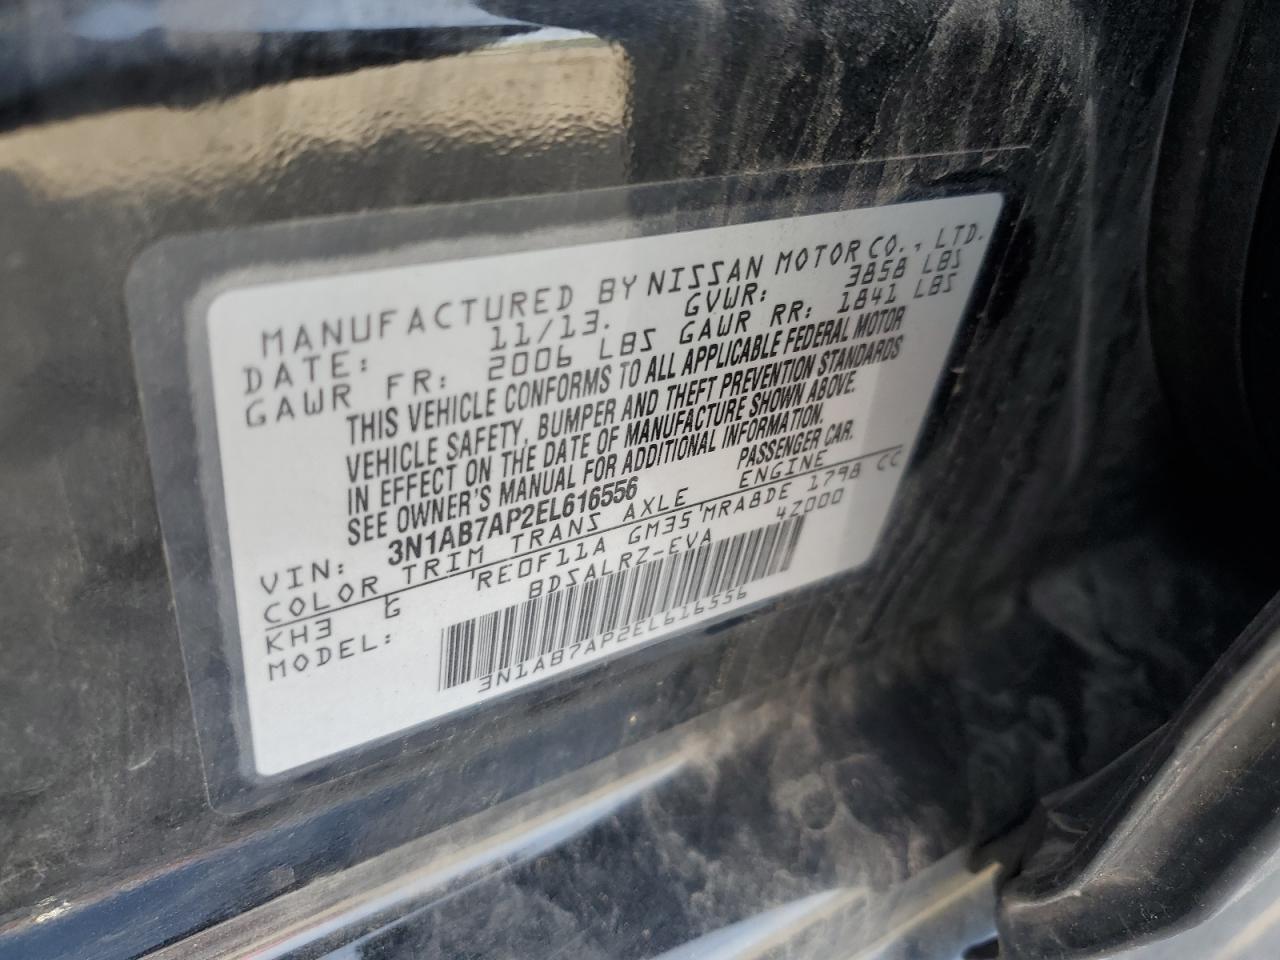 MANUFACTURED BY NISSAN MOTOR CO., LTD.
DATE: 11/13. GVWR: 3858 LBS
GAWR FR: 2006 LBS GAWR RR: 1841 LBS
THIS VEHICLE CONFORMS TO ALL APPLICABLE FEDERAL MOTOR
VEHICLE SAFETY, BUMPER AND THEFT PREVENTION STANDARDS
IN EFFECT ON THE DATE OF MANUFACTURE SHOWN ABOVE.
SEE OWNER'S MANUAL FOR ADDITIONAL INFORMATION.
VIN: 3N1AB7AP2EL616556 PASSENGER CAR.
COLOR TRIM TRANS AXLE ENGINE
KH3 G RE0F11A GM35 MRA8DE 1798 CC
MODEL: BDSALRZ-EVA 4Z000
3N1AB7AP2EL616556